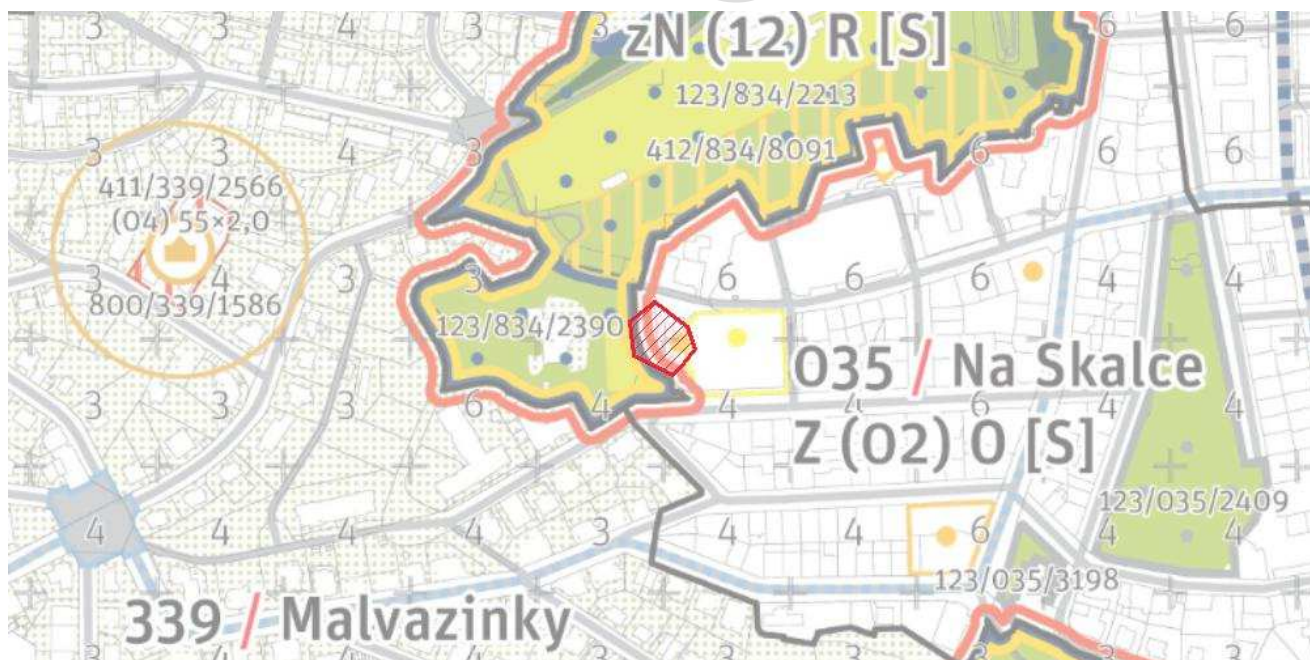 zN (12) R [S]
123/834/2213
412/834/8091
411/339/2566
(04) 55×2,0
800/339/1586
123/834/2390
035 / Na Skalce
Z (02) O [S]
123/035/2409
123/035/3198
339 / Malvazinky
3 4 3 3 6 6
3 3 4 3 6 6 6
3 4 3 6 6 4 4
3 3 3 6 4 4 6 4 4
4 4 4 4 3 4 4 6 4 4